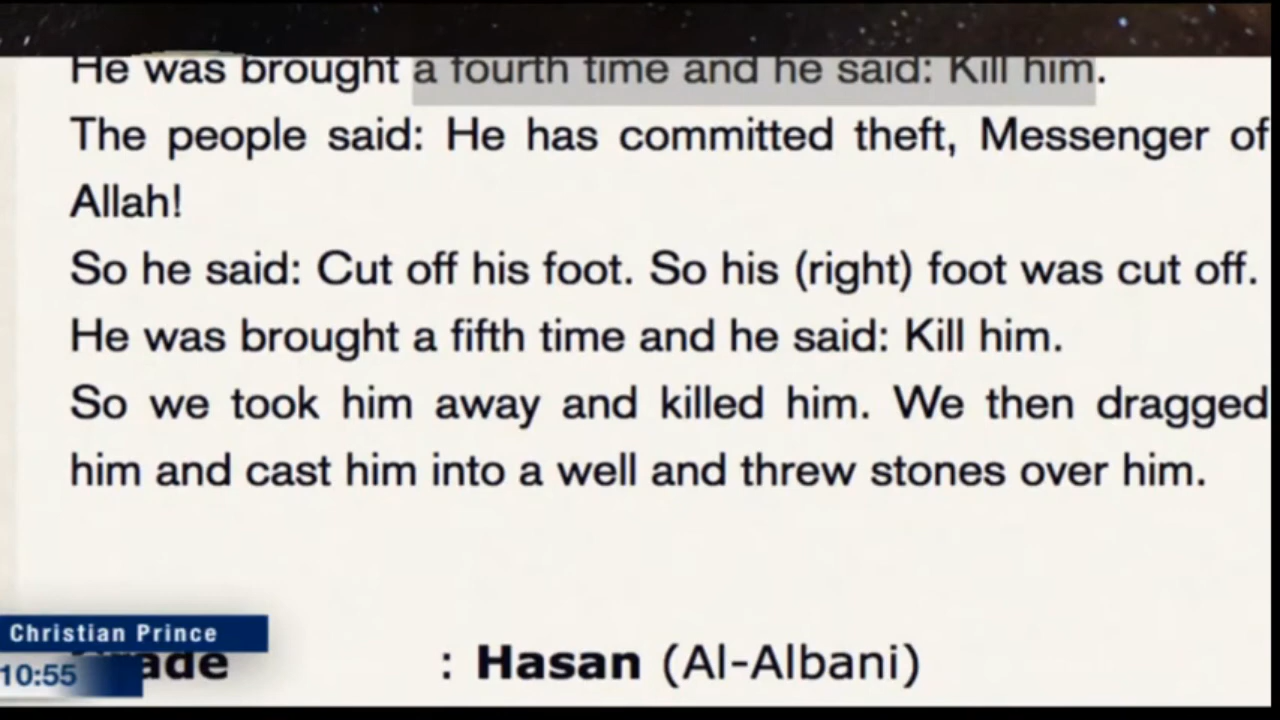 He was brought a fourth time and he said: Kill him.
The people said: He has committed theft, Messenger of
Allah!
So he said: Cut off his foot. So his (right) foot was cut off.
He was brought a fifth time and he said: Kill him.
So we took him away and killed him. We then dragged
him and cast him into a well and threw stones over him.
Christian Prince
: Hasan (Al-Albani)
10:55